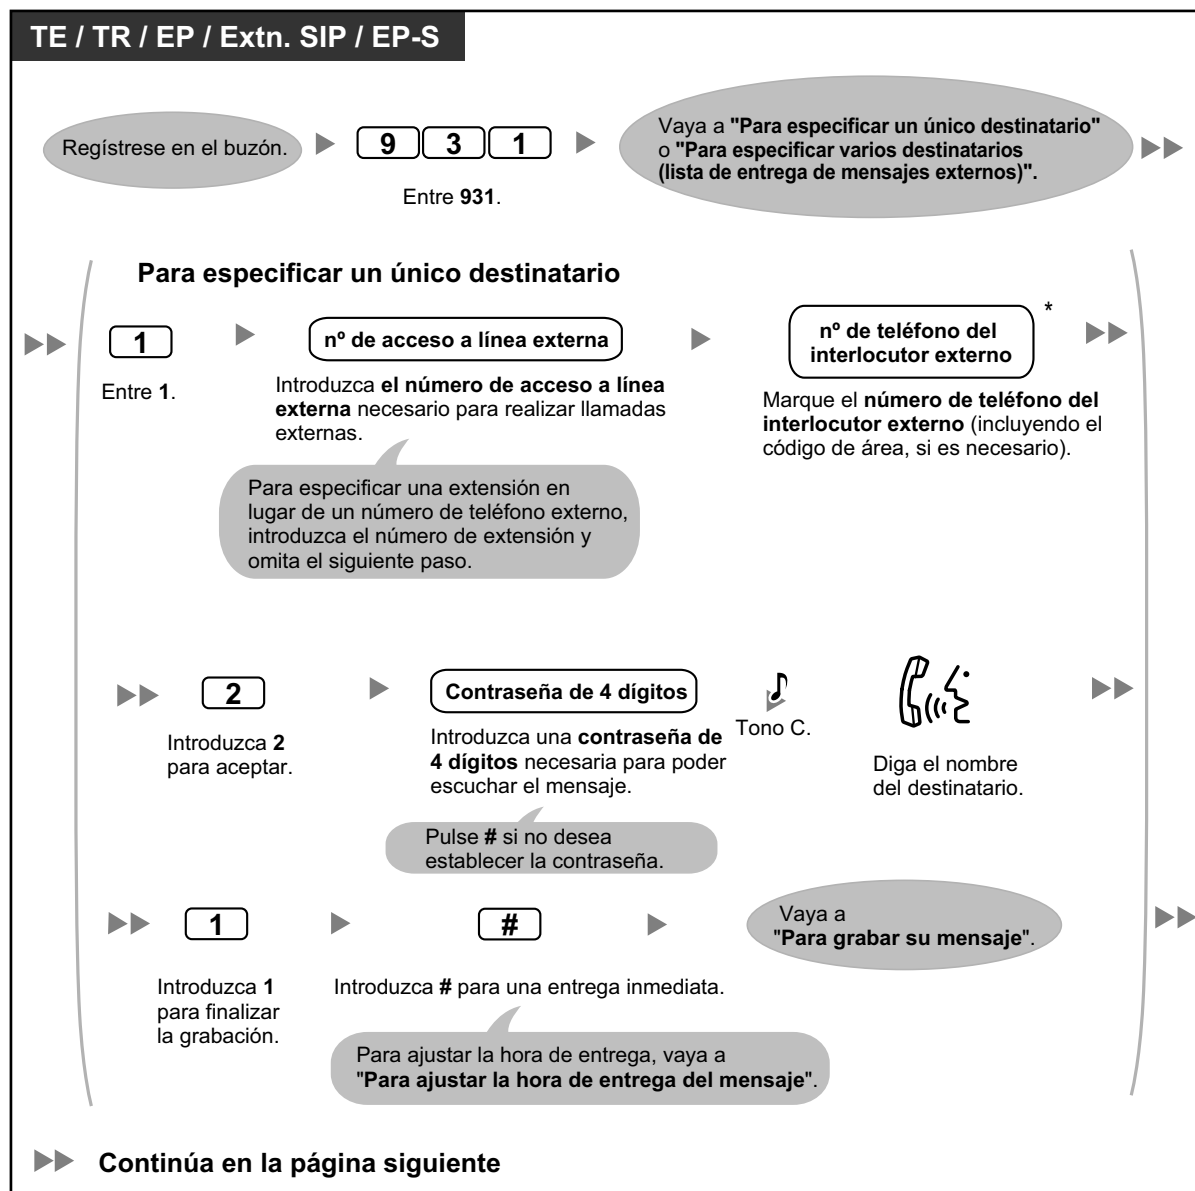 TE / TR / EP / Extn. SIP / EP-S
Regístrese en el buzón.
9 3 1
Entre 931.
Vaya a "Para especificar un único destinatario"
o "Para especificar varios destinatarios
(lista de entrega de mensajes externos)".
Para especificar un único destinatario
1
Entre 1.
nº de acceso a línea externa
Introduzca el número de acceso a línea
externa necesario para realizar llamadas
externas.
Para especificar una extensión en
lugar de un número de teléfono externo,
introduzca el número de extensión y
omita el siguiente paso.
nº de teléfono del
interlocutor externo
*
Marque el número de teléfono del
interlocutor externo (incluyendo el
código de área, si es necesario).
2
Introduzca 2
para aceptar.
Contraseña de 4 dígitos
Introduzca una contraseña de
4 dígitos necesaria para poder
escuchar el mensaje.
Pulse # si no desea
establecer la contraseña.
Tono C.
Diga el nombre
del destinatario.
1
Introduzca 1
para finalizar
la grabación.
#
Introduzca # para una entrega inmediata.
Para ajustar la hora de entrega, vaya a
"Para ajustar la hora de entrega del mensaje".
Vaya a
"Para grabar su mensaje".
Continúa en la página siguiente